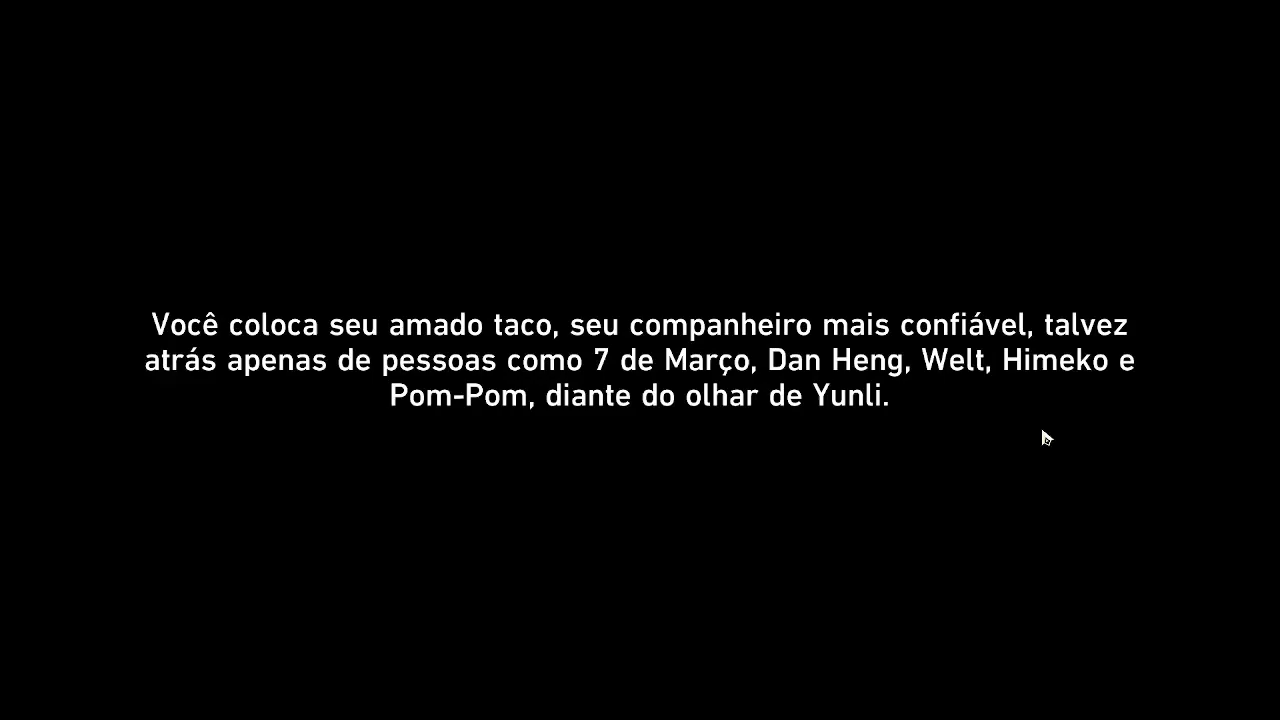 Você coloca seu amado taco, seu companheiro mais confiável, talvez
atrás apenas de pessoas como 7 de Março, Dan Heng, Welt, Himeko e
Pom-Pom, diante do olhar de Yunli.